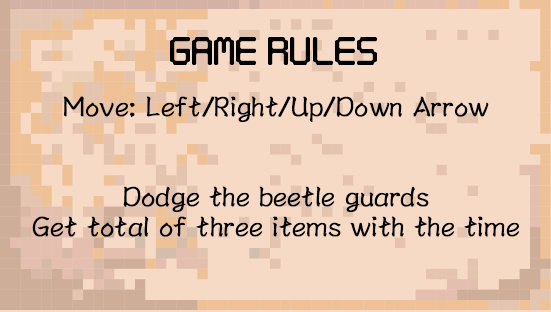 GAME RULES
Move: Left/Right/Up/Down Arrow
Dodge the beetle guards
Get total of three items with the time